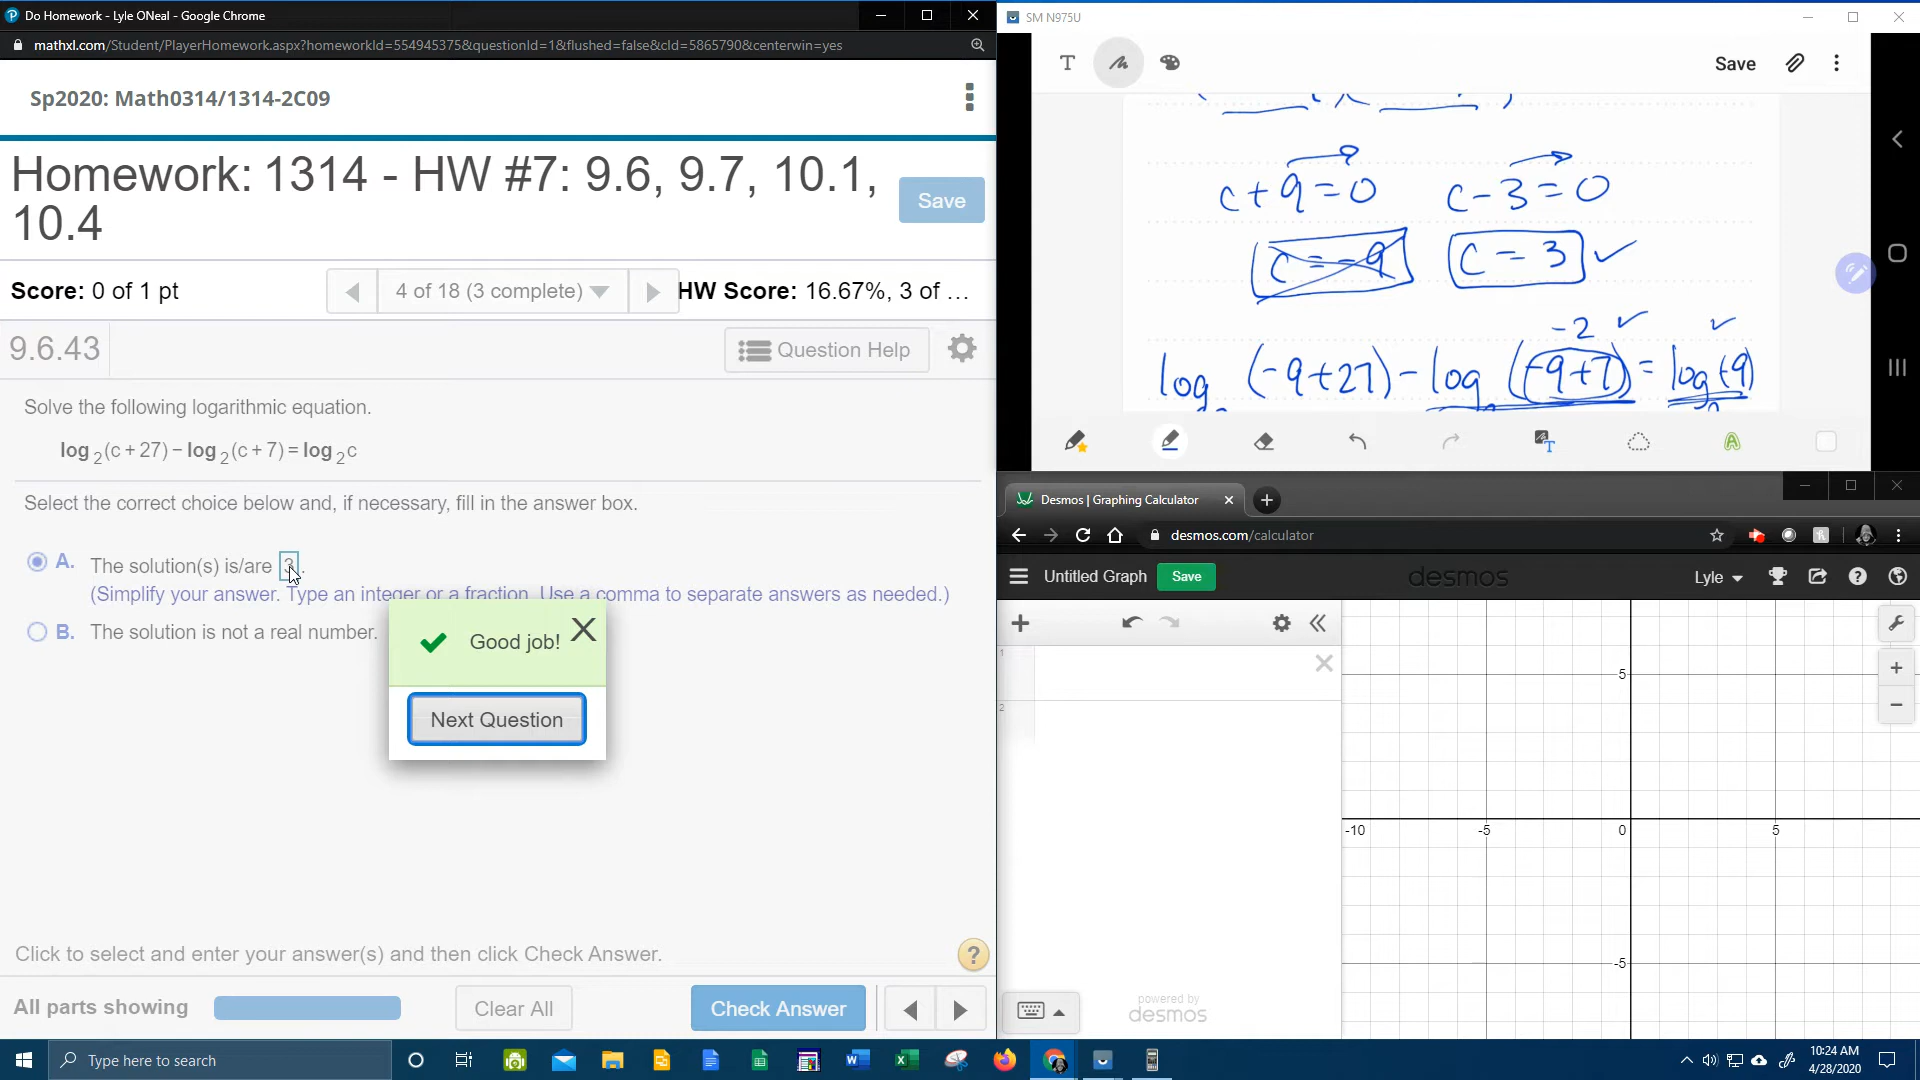 Do Homework - Lyle ONeal - Google Chrome
mathxl.com/Student/PlayerHomework.aspx?homeworkId=554945375&questionId=1&flushed=false&cId=5865790&centerwin=yes
Sp2020: Math0314/1314-2C09
Homework: 1314 - HW #7: 9.6, 9.7, 10.1,
10.4
Save
Score: 0 of 1 pt
4 of 18 (3 complete)
HW Score: 16.67%, 3 of ...
9.6.43
Question Help
Solve the following logarithmic equation.
log 2 (c + 27) − log 2 (c + 7) = log 2 c
Select the correct choice below and, if necessary, fill in the answer box.
A. The solution(s) is/are 3 .
(Simplify your answer. Type an integer or a fraction. Use a comma to separate answers as needed.)
B. The solution is not a real number.
Good job!
Next Question
Click to select and enter your answer(s) and then click Check Answer.
?
All parts showing
Clear All
Check Answer
SM N975U
T
Save
c + 9 = 0 c − 3 = 0
c = −9 c = 3 ✓
−2 ✓ ✓
log (−9+27) − log (−9+7) = log (−9)
Desmos | Graphing Calculator
desmos.com/calculator
Untitled Graph
Save
desmos
Lyle
1
2
powered by
desmos
5
-10 -5 0 5
-5
Type here to search
10:24 AM
4/28/2020